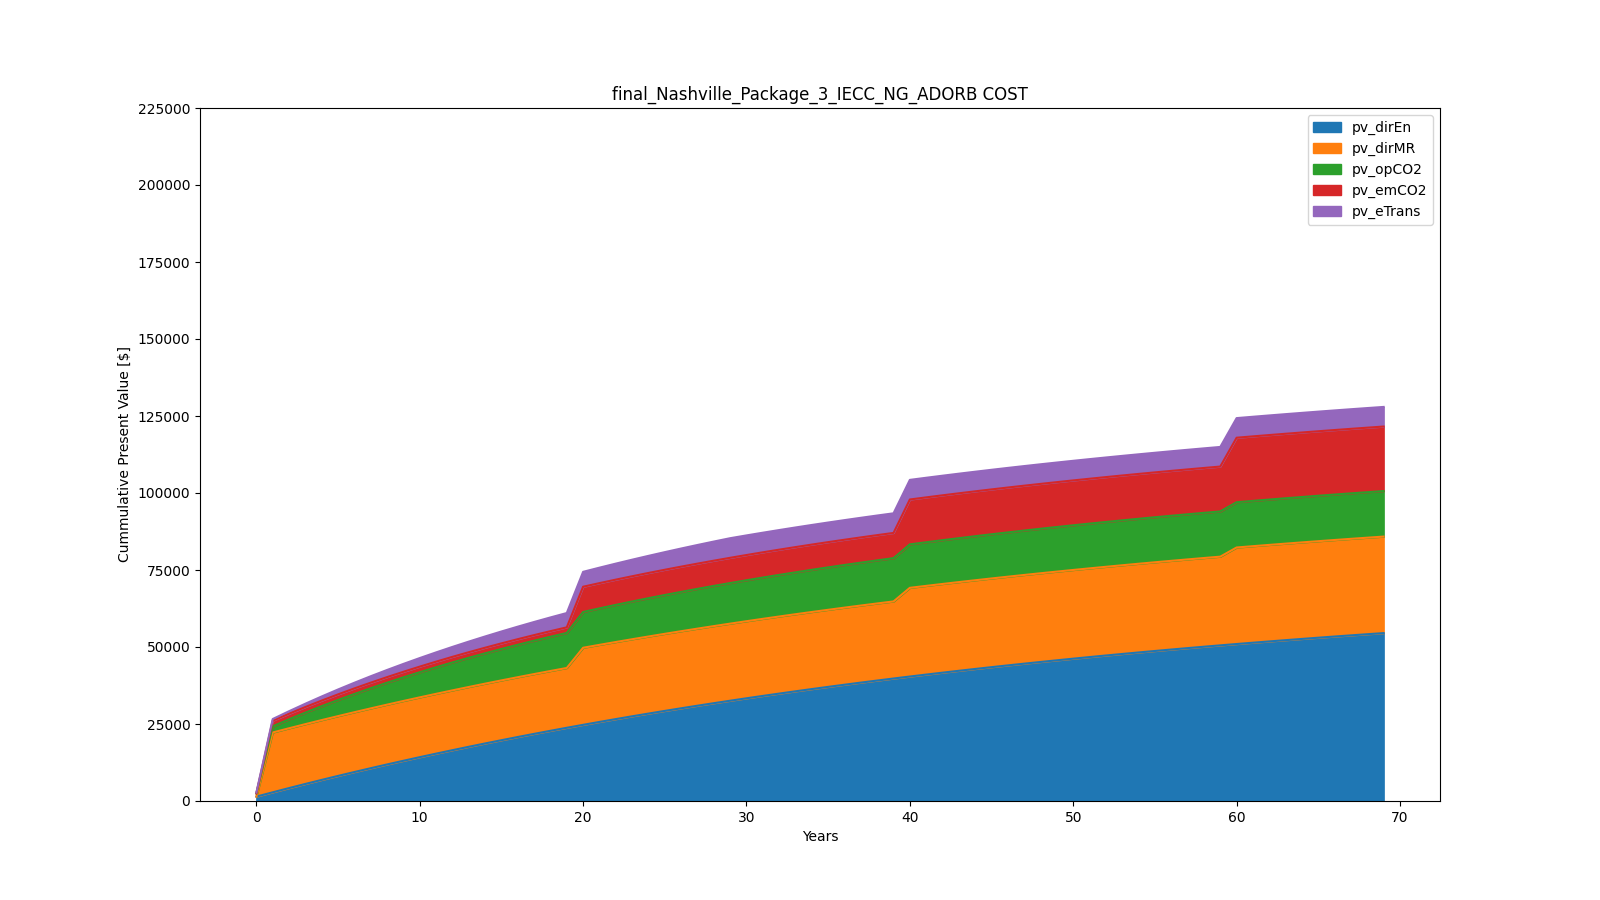 final_Nashville_Package_3_IECC_NG_ADORB COST
225000
200000
175000
150000
125000
100000
75000
50000
25000
0
Cummulative Present Value [$]
pv_dirEn
pv_dirMR
pv_opCO2
pv_emCO2
pv_eTrans
0 10 20 30 40 50 60 70
Years